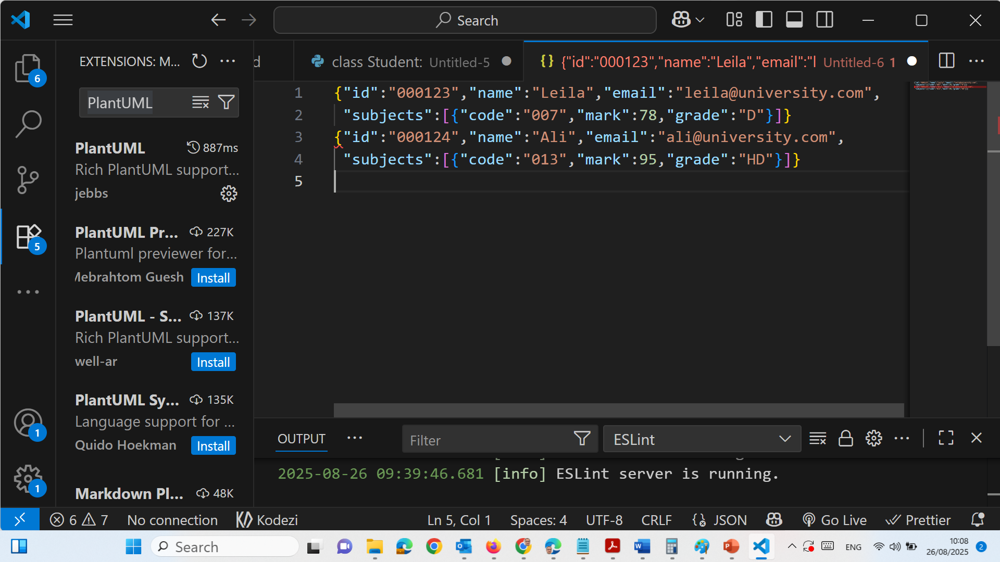 Search
EXTENSIONS: M...
d
class Student: Untitled-5
{"id":"000123","name":"Leila","email":"l Untitled-6 1
6
PlantUML
PlantUML 887ms
Rich PlantUML support...
jebbs
PlantUML Pr... 227K
Plantuml previewer for...
Mebrahtom Guesh Install
5
PlantUML - S... 137K
Rich PlantUML support...
well-ar Install
PlantUML Sy... 135K
Language support for ...
Quido Hoekman Install
1
Markdown Pl... 48K
1
1 {"id":"000123","name":"Leila","email":"leila@university.com",
2 "subjects":[{"code":"007","mark":78,"grade":"D"}]}
3 {"id":"000124","name":"Ali","email":"ali@university.com",
4 "subjects":[{"code":"013","mark":95,"grade":"HD"}]}
5
OUTPUT
Filter
ESLint
2025-08-26 09:39:46.681 [info] ESLint server is running.
6 7 No connection Kodezi Ln 5, Col 1 Spaces: 4 UTF-8 CRLF JSON Go Live Prettier
Search
ENG
10:08
26/08/2025
2